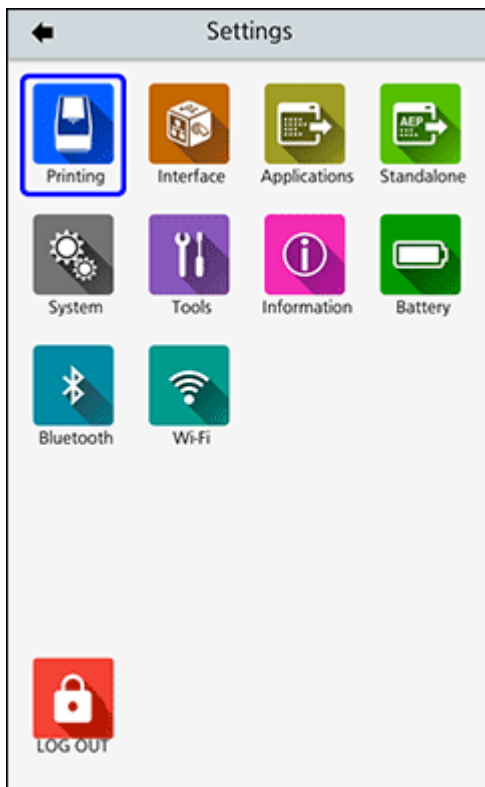 Settings
Printing
Interface
Applications
AEP
Standalone
System
Tools
Information
Battery
Bluetooth
Wi-Fi
LOG OUT